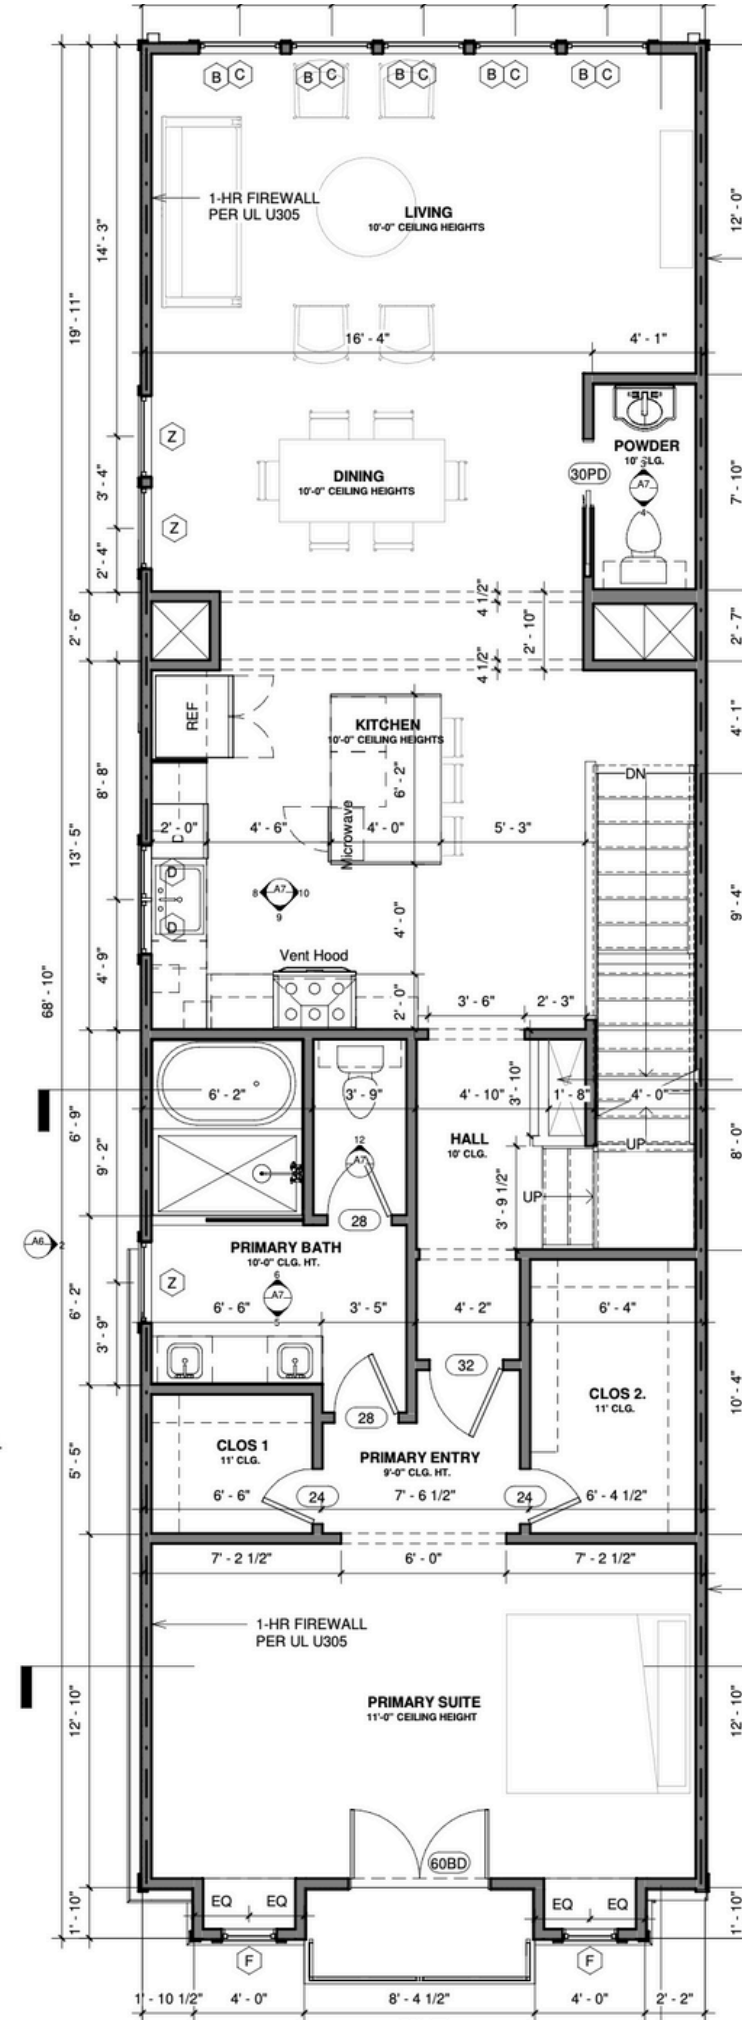 B C B C B C B C B C
1-HR FIREWALL
PER UL U305
LIVING
10'-0" CEILING HEIGHTS
12' - 0"
14' - 3"
19' - 11"
16' - 4"
4' - 1"
Z
DINING
10'-0" CEILING HEIGHTS
POWDER
10' CLG.
30PD
A7
4
3' - 4"
7' - 10"
Z
2' - 4"
4 1/2"
2' - 6"
2' - 10"
2' - 7"
4 1/2"
REF
KITCHEN
10'-0" CEILING HEIGHTS
4' - 1"
DN
8' - 8"
6' - 2"
13' - 5"
2' - 0"
4' - 6"
4' - 0"
5' - 3"
D
Microwave
D
8 A7 10
9
9' - 4"
D
4' - 0"
4' - 9"
Vent Hood
68' - 10"
2' - 0"
3' - 6"
2' - 3"
6' - 2"
3' - 9"
4' - 10"
3' - 10"
1' - 8"
4' - 0"
6' - 9"
9' - 2"
12
A7
HALL
10' CLG.
UP
8' - 0"
3' - 9 1/2"
UP
28
A6 2
PRIMARY BATH
10'-0" CLG. HT.
Z
6
A7
5
6' - 2"
6' - 6"
3' - 5"
4' - 2"
6' - 4"
3' - 9"
32
CLOS 2.
11' CLG.
10' - 4"
28
CLOS 1
11' CLG.
PRIMARY ENTRY
9'-0" CLG. HT.
5' - 5"
6' - 6"
24
7' - 6 1/2"
24
6' - 4 1/2"
7' - 2 1/2"
6' - 0"
7' - 2 1/2"
1-HR FIREWALL
PER UL U305
PRIMARY SUITE
11'-0" CEILING HEIGHT
12' - 10"
12' - 10"
60BD
EQ EQ
EQ EQ
1' - 10"
1' - 10"
F
F
1' - 10 1/2"
4' - 0"
8' - 4 1/2"
4' - 0"
2' - 2"